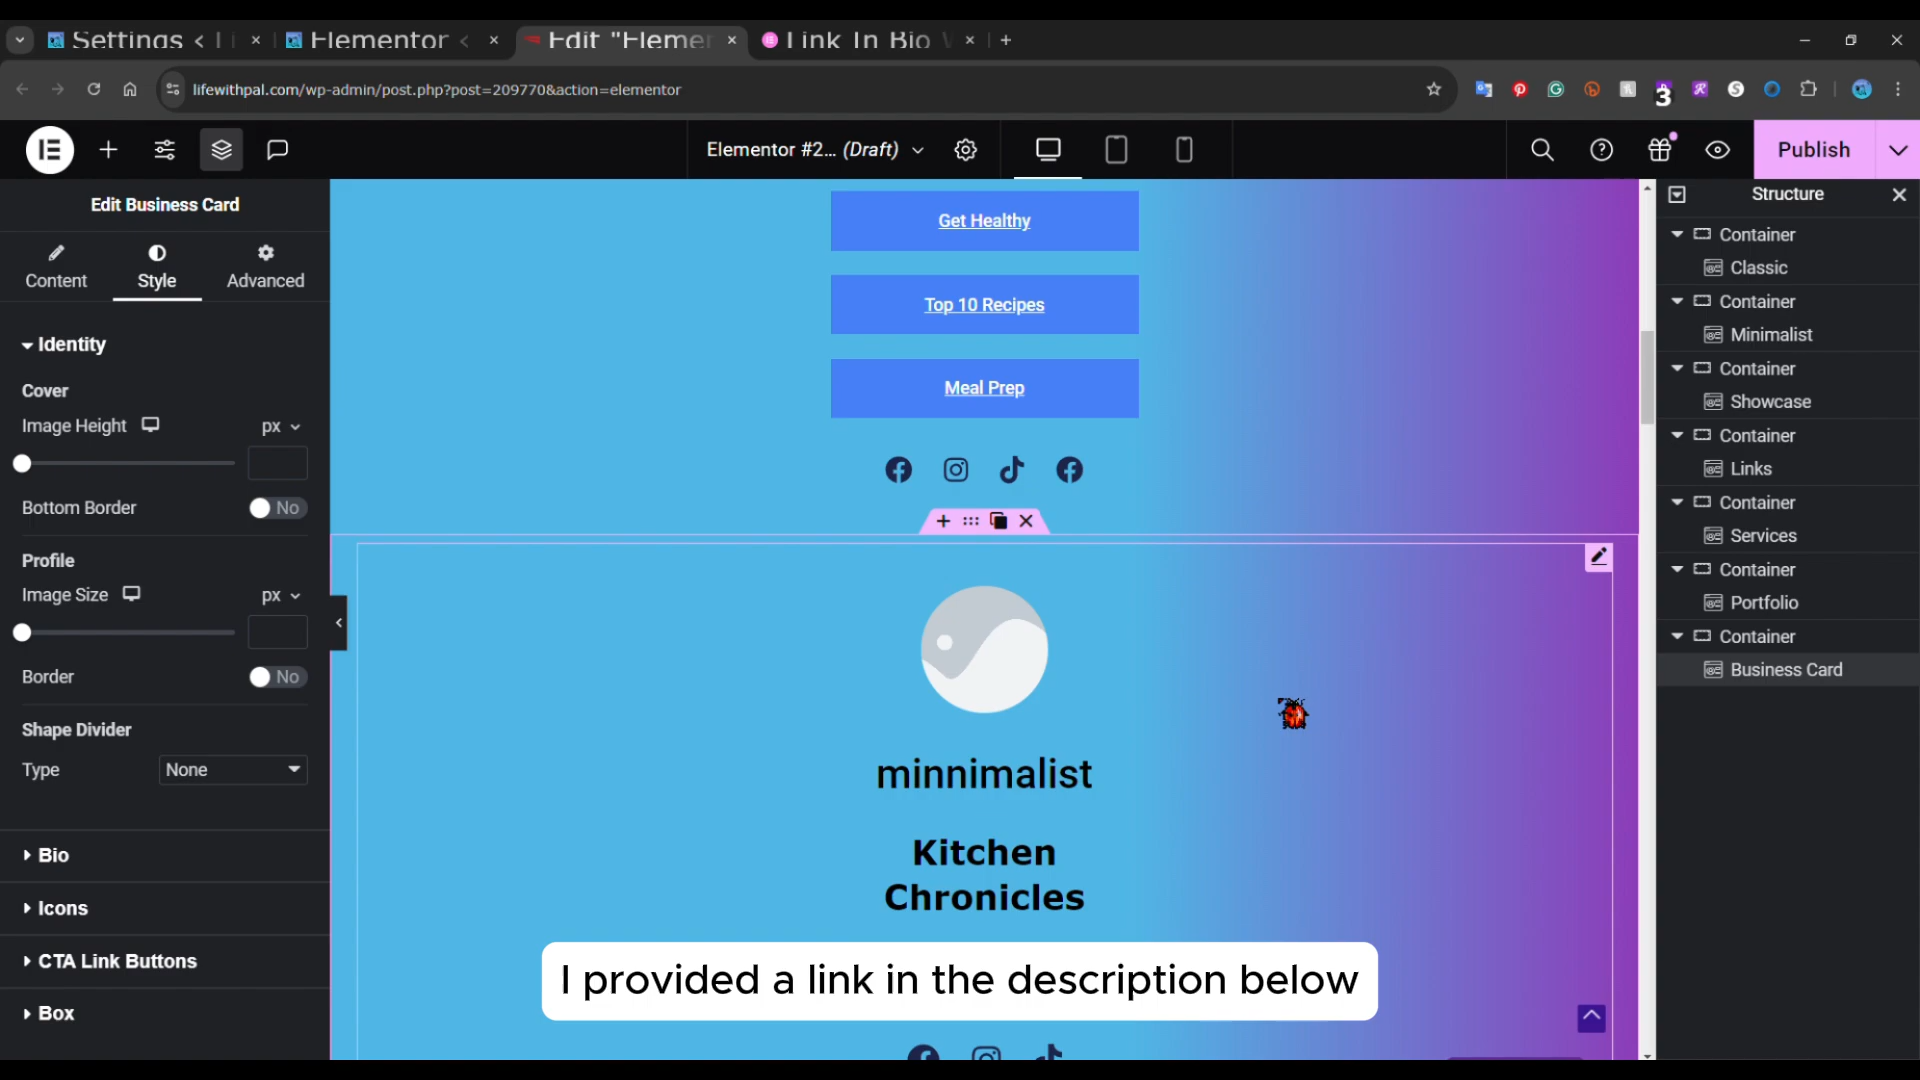 Settings <
Elementor <
Edit "Elemer
Link In Bio
lifewithpal.com/wp-admin/post.php?post=209770&action=elementor
3
Elementor #2... (Draft)
Publish
Edit Business Card
Content
Style
Advanced
Identity
Cover
Image Height
px
Bottom Border
No
Profile
Image Size
px
Border
No
Shape Divider
Type
None
Bio
Icons
CTA Link Buttons
Box
Get Healthy
Top 10 Recipes
Meal Prep
minnimalist
Kitchen
Chronicles
I provided a link in the description below
Structure
Container
Classic
Container
Minimalist
Container
Showcase
Container
Links
Container
Services
Container
Portfolio
Container
Business Card